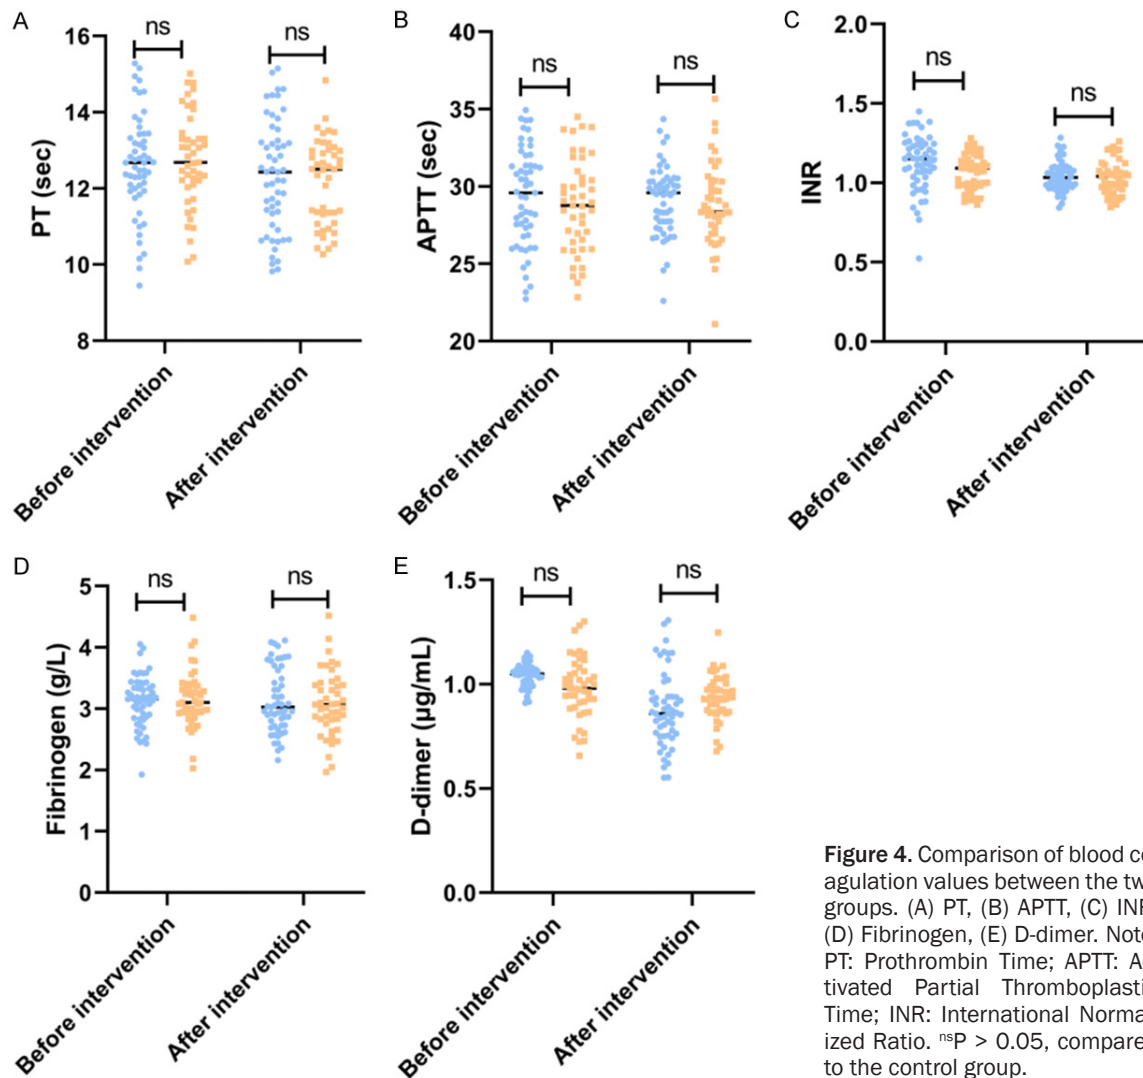 A
PT (sec)
16
14
12
10
8
ns
ns
Before intervention
After intervention
B
APTT (sec)
40
35
30
25
20
ns
ns
Before intervention
After intervention
C
INR
2.0
1.5
1.0
0.5
0.0
ns
ns
Before intervention
After intervention
D
Fibrinogen (g/L)
5
4
3
2
1
0
ns
ns
Before intervention
After intervention
E
D-dimer (µg/mL)
1.5
1.0
0.5
0.0
ns
ns
Before intervention
After intervention
Figure 4. Comparison of blood co
agulation values between the tw
groups. (A) PT, (B) APTT, (C) INR
(D) Fibrinogen, (E) D-dimer. Note
PT: Prothrombin Time; APTT: Ac
tivated Partial Thromboplasti
Time; INR: International Norma
ized Ratio. nsP > 0.05, compare
to the control group.